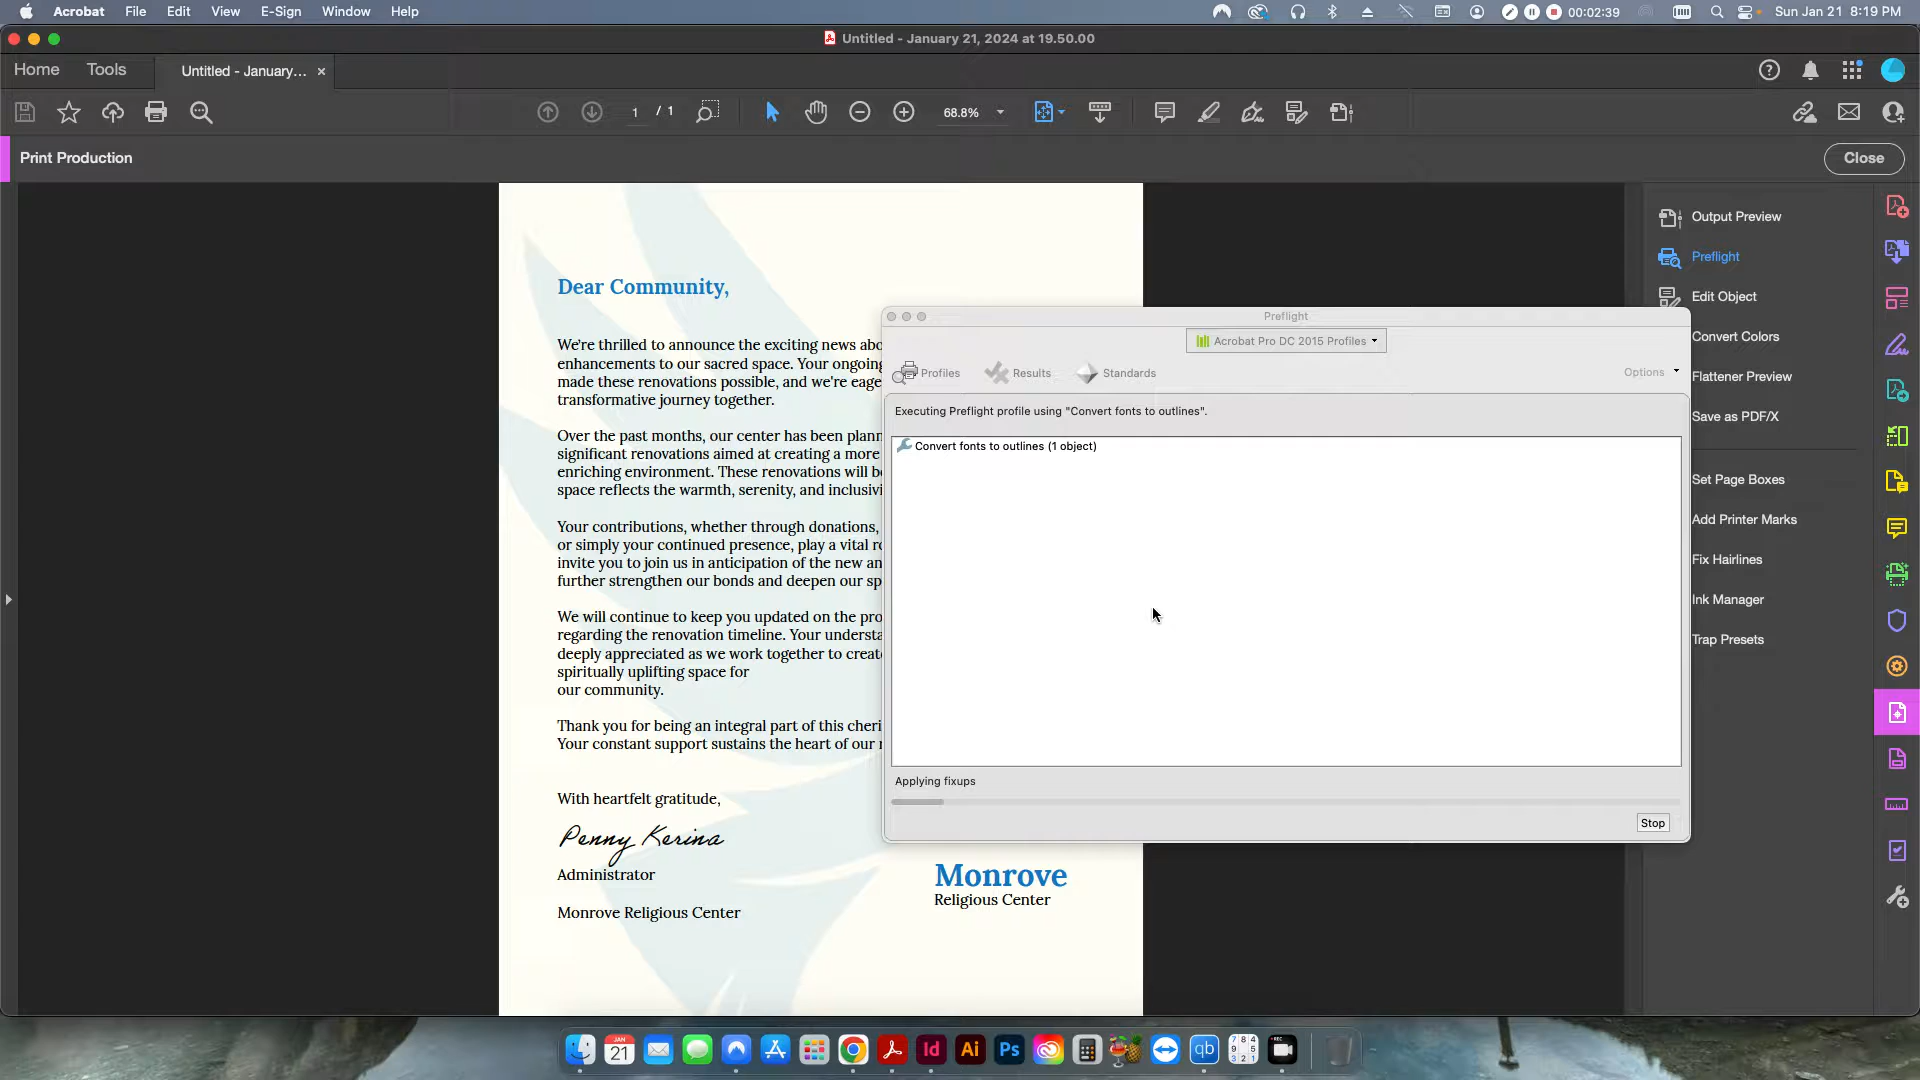 Acrobat File Edit View E-Sign Window Help
00:02:39
Sun Jan 21 8:19 PM
Untitled - January 21, 2024 at 19.50.00
Home Tools Untitled - January... ×
1 / 1
68.8%
Print Production
Close
Dear Community,
We're thrilled to announce the exciting news abo
enhancements to our sacred space. Your ongoing
made these renovations possible, and we're eage
transformative journey together.
Over the past months, our center has been plann
significant renovations aimed at creating a more
enriching environment. These renovations will be
space reflects the warmth, serenity, and inclusivi
Your contributions, whether through donations,
or simply your continued presence, play a vital ro
invite you to join us in anticipation of the new an
further strengthen our bonds and deepen our sp
We will continue to keep you updated on the pro
regarding the renovation timeline. Your understa
deeply appreciated as we work together to create
spiritually uplifting space for
our community.
Thank you for being an integral part of this cheri
Your constant support sustains the heart of our
With heartfelt gratitude,
Penny Kerina
Administrator
Monrove Religious Center
Monrove
Religious Center
Preflight
Acrobat Pro DC 2015 Profiles
Profiles Results Standards
Options
Executing Preflight profile using "Convert fonts to outlines".
Convert fonts to outlines (1 object)
Applying fixups
Stop
Output Preview
Preflight
Edit Object
Convert Colors
Flattener Preview
Save as PDF/X
Set Page Boxes
Add Printer Marks
Fix Hairlines
Ink Manager
Trap Presets
JAN
21
Id
Ai
Ps
qb
REC